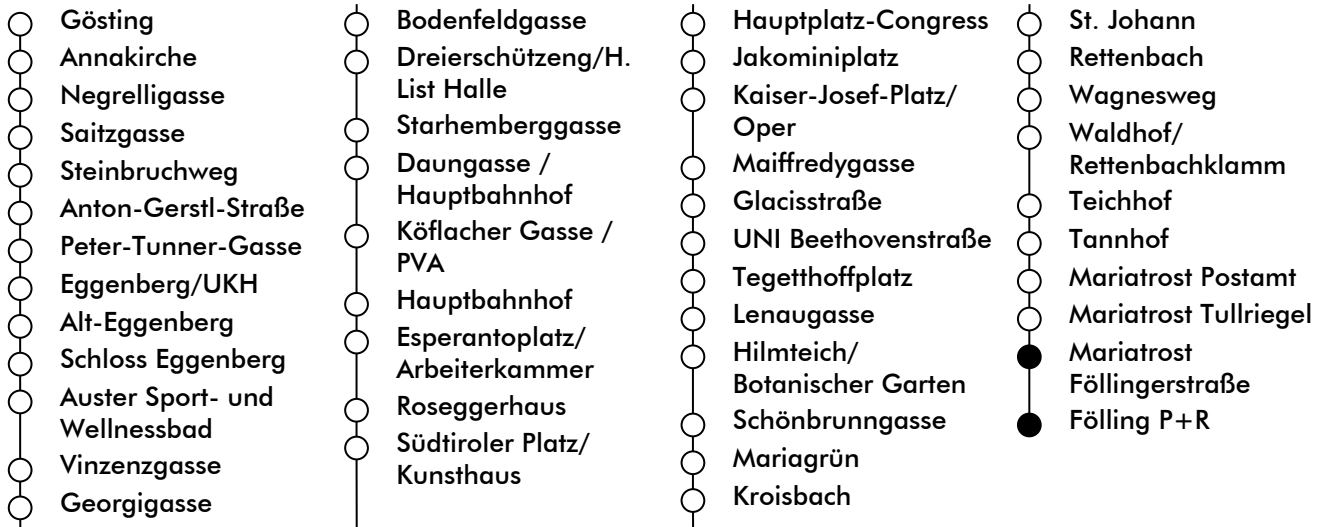 Gösting
Annakirche
Negrelligasse
Saitzgasse
Steinbruchweg
Anton-Gerstl-Straße
Peter-Tunner-Gasse
Eggenberg/UKH
Alt-Eggenberg
Schloss Eggenberg
Auster Sport- und
Wellnessbad
Vinzenzgasse
Georgigasse
Bodenfeldgasse
Dreierschützeng/H.
List Halle
Starhemberggasse
Daungasse /
Hauptbahnhof
Köflacher Gasse /
PVA
Hauptbahnhof
Esperantoplatz/
Arbeiterkammer
Roseggerhaus
Südtiroler Platz/
Kunsthaus
Hauptplatz-Congress
Jakominiplatz
Kaiser-Josef-Platz/
Oper
Maiffredygasse
Glacisstraße
UNI Beethovenstraße
Tegetthoffplatz
Lenaugasse
Hilmteich/
Botanischer Garten
Schönbrunngasse
Mariagrün
Kroisbach
St. Johann
Rettenbach
Wagnesweg
Waldhof/
Rettenbachklamm
Teichhof
Tannhof
Mariatrost Postamt
Mariatrost Tullriegel
Mariatrost
Föllingerstraße
Fölling P+R